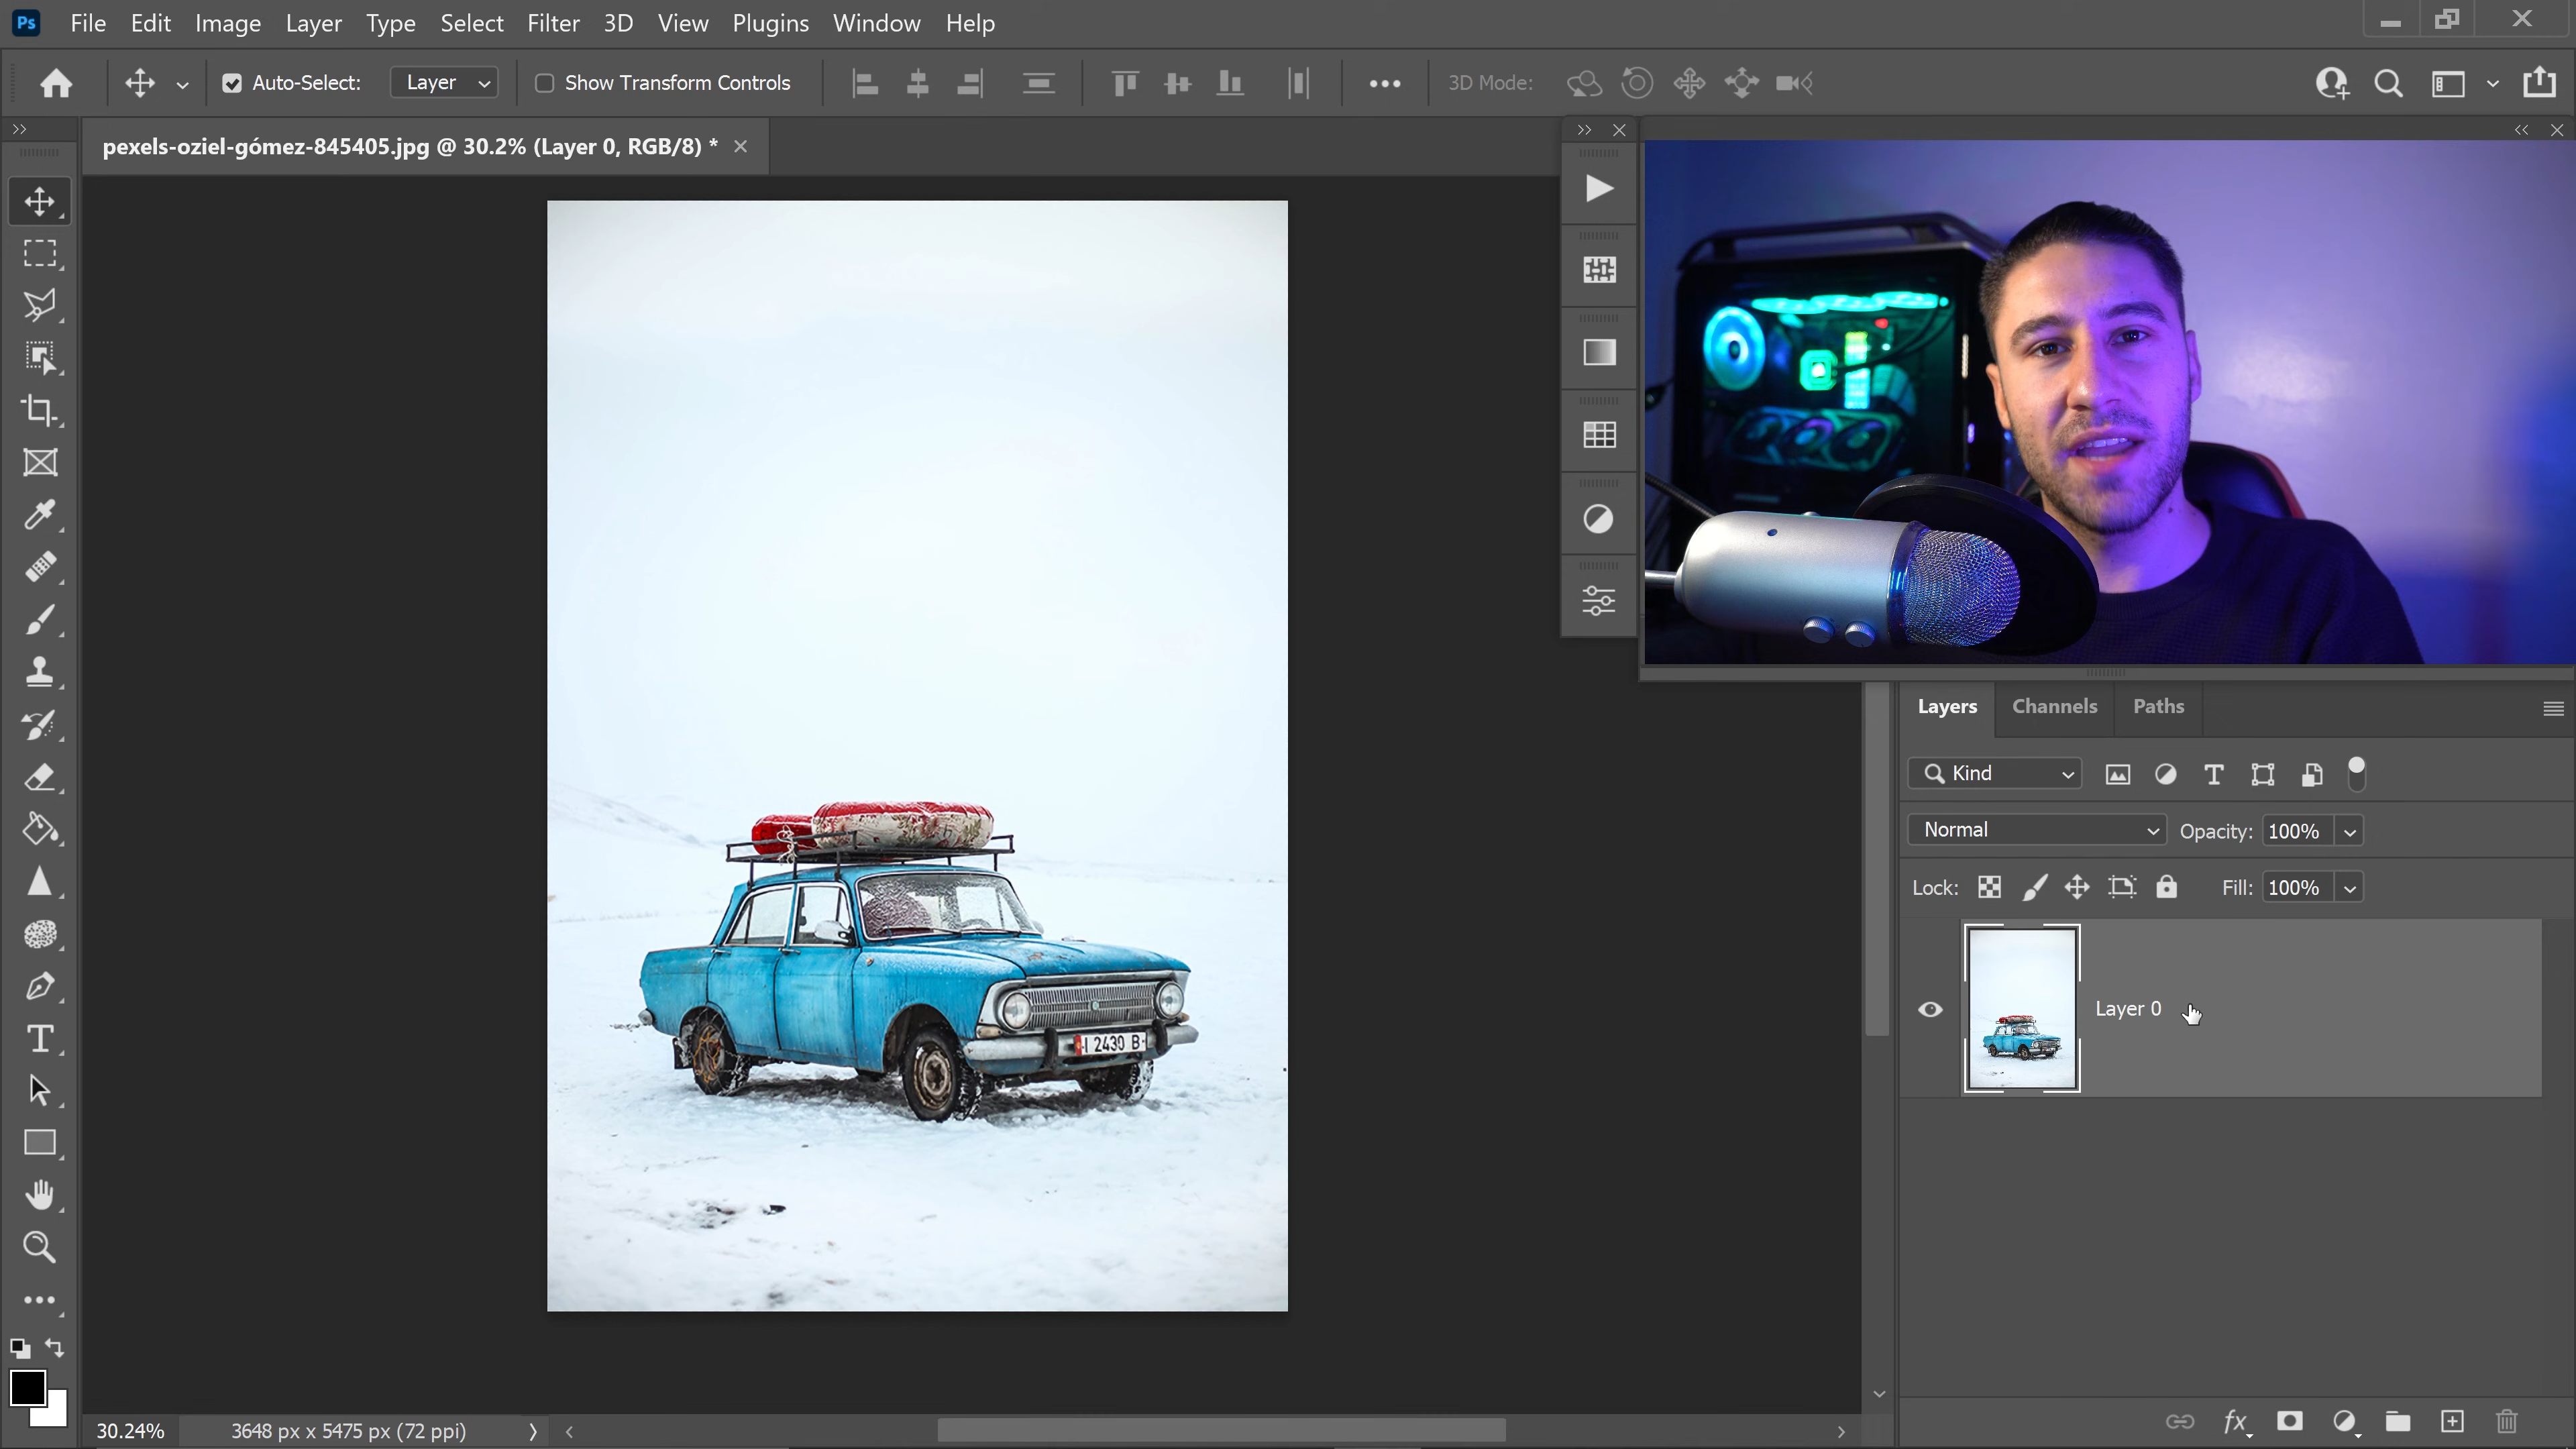 Ps File Edit Image Layer Type Select Filter 3D View Plugins Window Help
Auto-Select: Layer Show Transform Controls 3D Mode:
pexels-oziel-gómez-845405.jpg @ 30.2% (Layer 0, RGB/8) *
Layers Channels Paths
Kind
Normal Opacity: 100%
Lock: Fill: 100%
Layer 0
I 2430 B
fx
30.24% 3648 px x 5475 px (72 ppi)